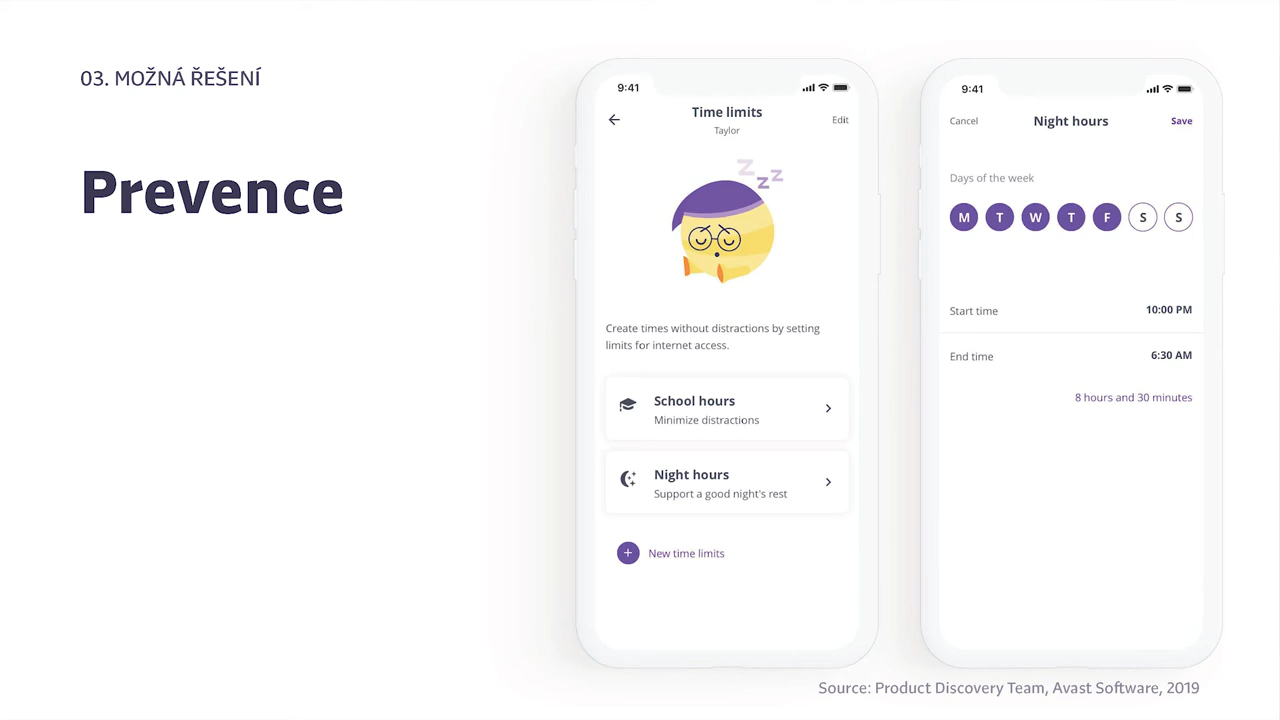 03. MOŽNÁ ŘEŠENÍ
Prevence
9:41
Time limits
Edit
Taylor
Z
Z Z
Create times without distractions by setting
limits for internet access.
School hours
Minimize distractions
Night hours
Support a good night's rest
+ New time limits
9:41
Cancel
Night hours
Save
Days of the week
M T W T F S S
Start time
10:00 PM
End time
6:30 AM
8 hours and 30 minutes
Source: Product Discovery Team, Avast Software, 2019